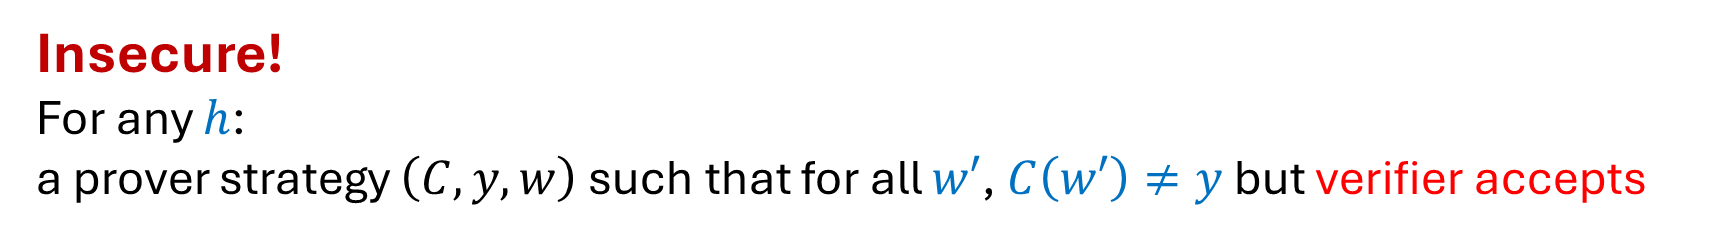 Insecure!
For any ℎ:
a prover strategy (𝐶, 𝑦, 𝑤) such that for all 𝑤′, 𝐶(𝑤′) ≠ 𝑦 but verifier accepts